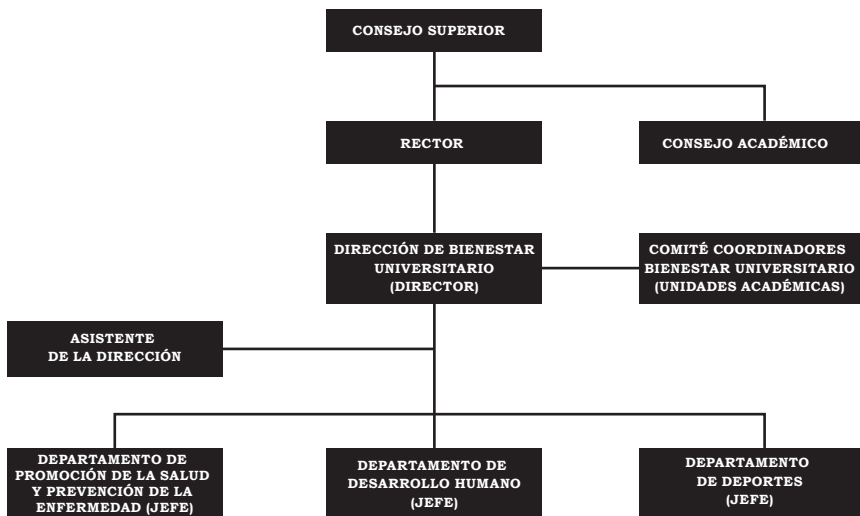 CONSEJO SUPERIOR
RECTOR
CONSEJO ACADÉMICO
DIRECCIÓN DE BIENESTAR
UNIVERSITARIO
(DIRECTOR)
COMITÉ COORDINADORES
BIENESTAR UNIVERSITARIO
(UNIDADES ACADÉMICAS)
ASISTENTE
DE LA DIRECCIÓN
DEPARTAMENTO DE
PROMOCIÓN DE LA SALUD
Y PREVENCIÓN DE LA
ENFERMEDAD (JEFE)
DEPARTAMENTO DE
DESARROLLO HUMANO
(JEFE)
DEPARTAMENTO
DE DEPORTES
(JEFE)